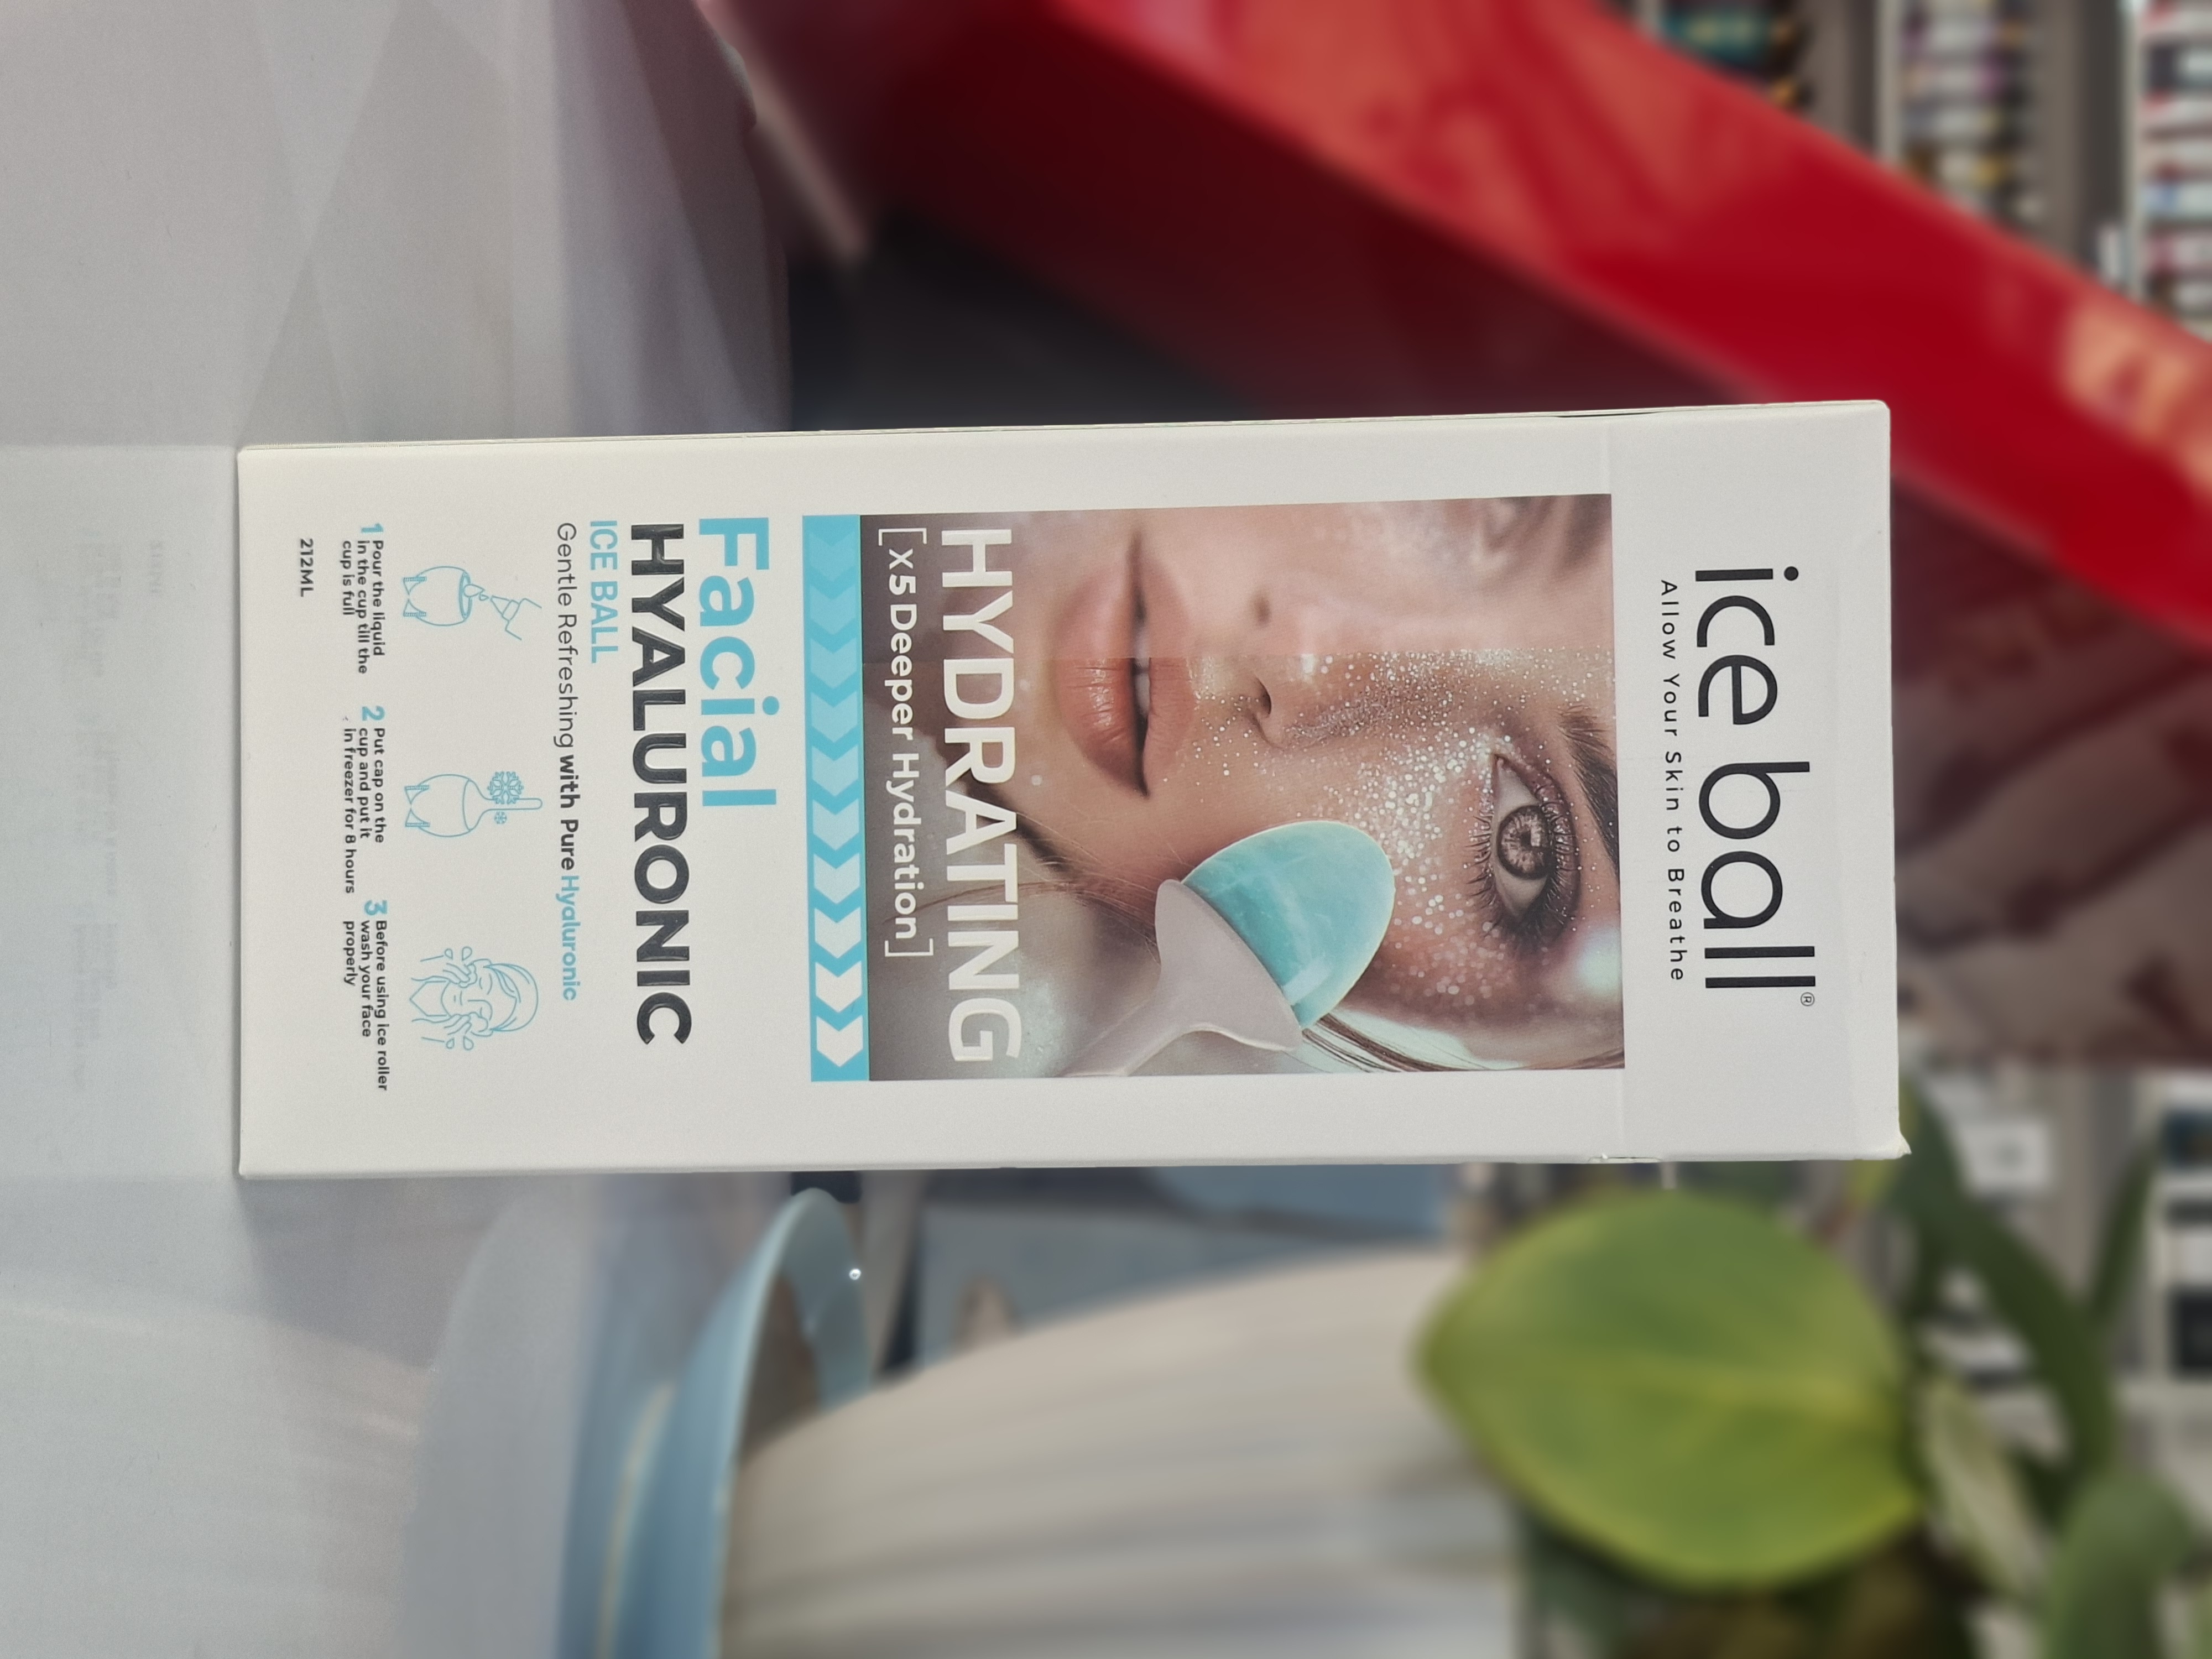 ice ball®
Allow Your Skin to Breathe
HYDRATING
[x5 Deeper Hydration]
Facial
HYALURONIC
ICE BALL
Gentle Refreshing with Pure Hyaluronic
1 Pour the liquid
in the cup till the
cup is full
2 Put cap on the
cup and put it
in freezer for 8 hours
3 Before using ice roller
wash your face
properly
212ML